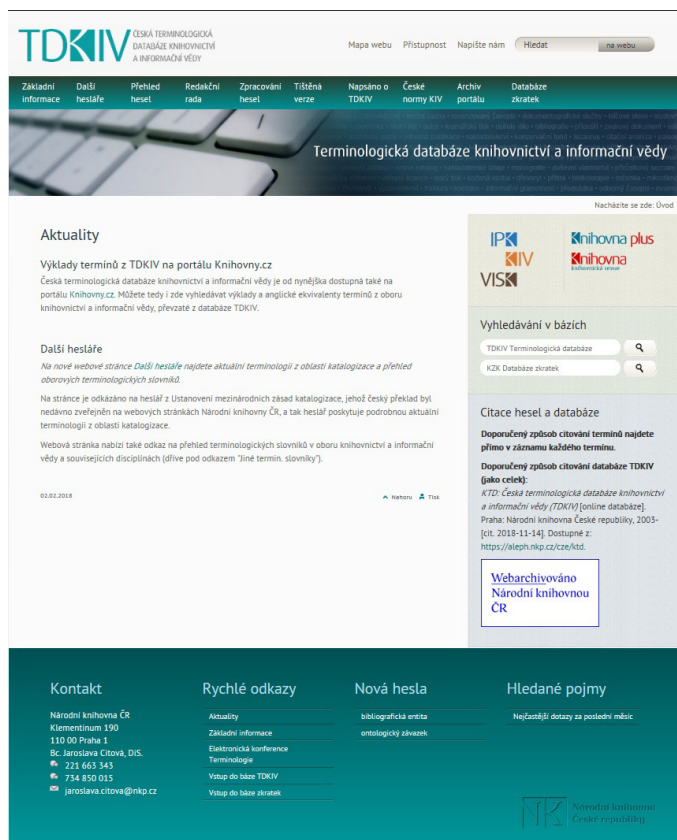 TDKIV
ČESKÁ TERMINOLOGICKÁ
DATABÁZE KNIHOVNICTVÍ
A INFORMAČNÍ VĚDY
Mapa webu Přístupnost Napište nám Hledat na webu
Základní informace
Další hesláře
Přehled hesel
Redakční rada
Zpracování hesel
Tištěná verze
Napsáno o TDKIV
České normy KIV
Archiv portálu
Databáze zkratek
Terminologická databáze knihovnictví a informační vědy
Nacházíte se zde: Úvod
Aktuality
Výklady termínů z TDKIV na portálu Knihovny.cz
Česká terminologická databáze knihovnictví a informační vědy je od nynějška dostupná také na
portálu Knihovny.cz. Můžete tedy i zde vyhledávat výklady a anglické ekvivalenty termínů z oboru
knihovnictví a informační vědy, převzaté z databáze TDKIV.
Další hesláře
Na nové webové stránce Další hesláře najdete aktuální terminologii z oblasti katalogizace a přehled
oborových terminologických slovníků.
Na stránce je odkázáno na heslář z Ustanovení mezinárodních zásad katalogizace, jehož český překlad byl
nedávno zveřejněn na webových stránkách Národní knihovny ČR, a tak heslář poskytuje podrobnou aktuální
terminologii z oblasti katalogizace.
Webová stránka nabízí také odkaz na přehled terminologických slovníků v oboru knihovnictví a informační
vědy a souvisejících disciplínách (dříve pod odkazem "Jiné termin. slovníky").
02.02.2018
Nahoru Tisk
IPK
KIV
VISK
Knihovna plus
Knihovna
knihovnická revue
Vyhledávání v bázích
TDKIV Terminologická databáze
KZK Databáze zkratek
Citace hesel a databáze
Doporučený způsob citování termínů najdete
přímo v záznamu každého termínu.
Doporučený způsob citování databáze TDKIV
(jako celek):
KTD: Česká terminologická databáze knihovnictví
a informační vědy (TDKIV) [online databáze].
Praha: Národní knihovna České republiky, 2003-
[cit. 2018-11-14]. Dostupné z:
https://aleph.nkp.cz/cze/ktd.
Webarchivováno
Národní knihovnou
ČR
Kontakt
Národní knihovna ČR
Klementinum 190
110 00 Praha 1
Bc. Jaroslava Citová, DiS.
221 663 343
734 850 015
jaroslava.citova@nkp.cz
Rychlé odkazy
Aktuality
Základní informace
Elektronická konference
Terminologie
Vstup do báze TDKIV
Vstup do báze zkratek
Nová hesla
bibliografická entita
ontologický závazek
Hledané pojmy
Nejčastější dotazy za poslední měsíc
NK
Národní knihovna
České republiky